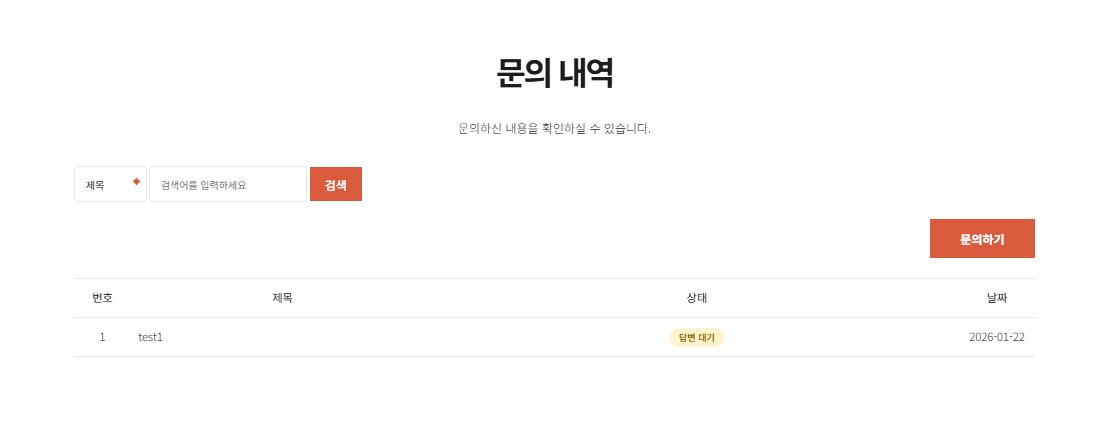 문의 내역
문의하신 내용을 확인하실 수 있습니다.
제목 검색어를 입력하세요 검색
문의하기
번호 제목 상태 날짜
1 test1 답변 대기 2026-01-22